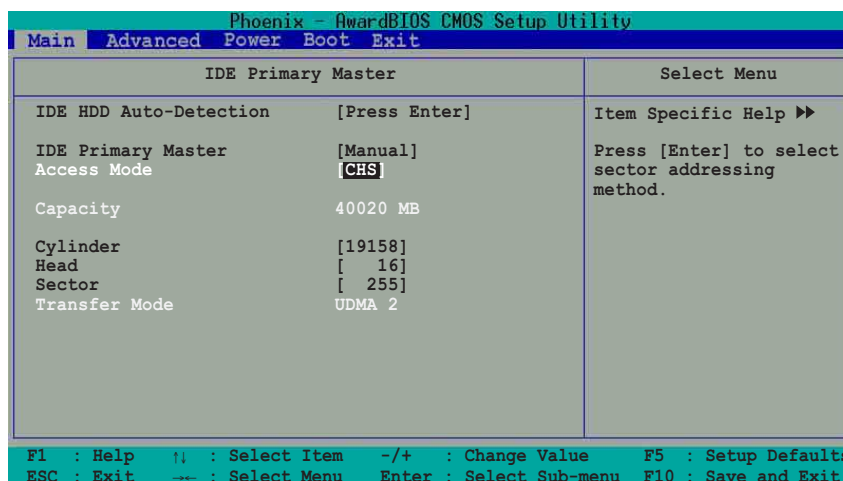 Phoenix - AwardBIOS CMOS Setup Utility
Main Advanced Power Boot Exit
IDE Primary Master
IDE HDD Auto-Detection [Press Enter]
IDE Primary Master [Manual]
Access Mode [CHS]
Capacity 40020 MB
Cylinder [19158]
Head [ 16]
Sector [ 255]
Transfer Mode UDMA 2
Select Menu
Item Specific Help ▶▶
Press [Enter] to select
sector addressing
method.
F1 : Help ↑↓ : Select Item -/+ : Change Value F5 : Setup Defaults
ESC : Exit →← : Select Menu Enter : Select Sub-menu F10 : Save and Exit